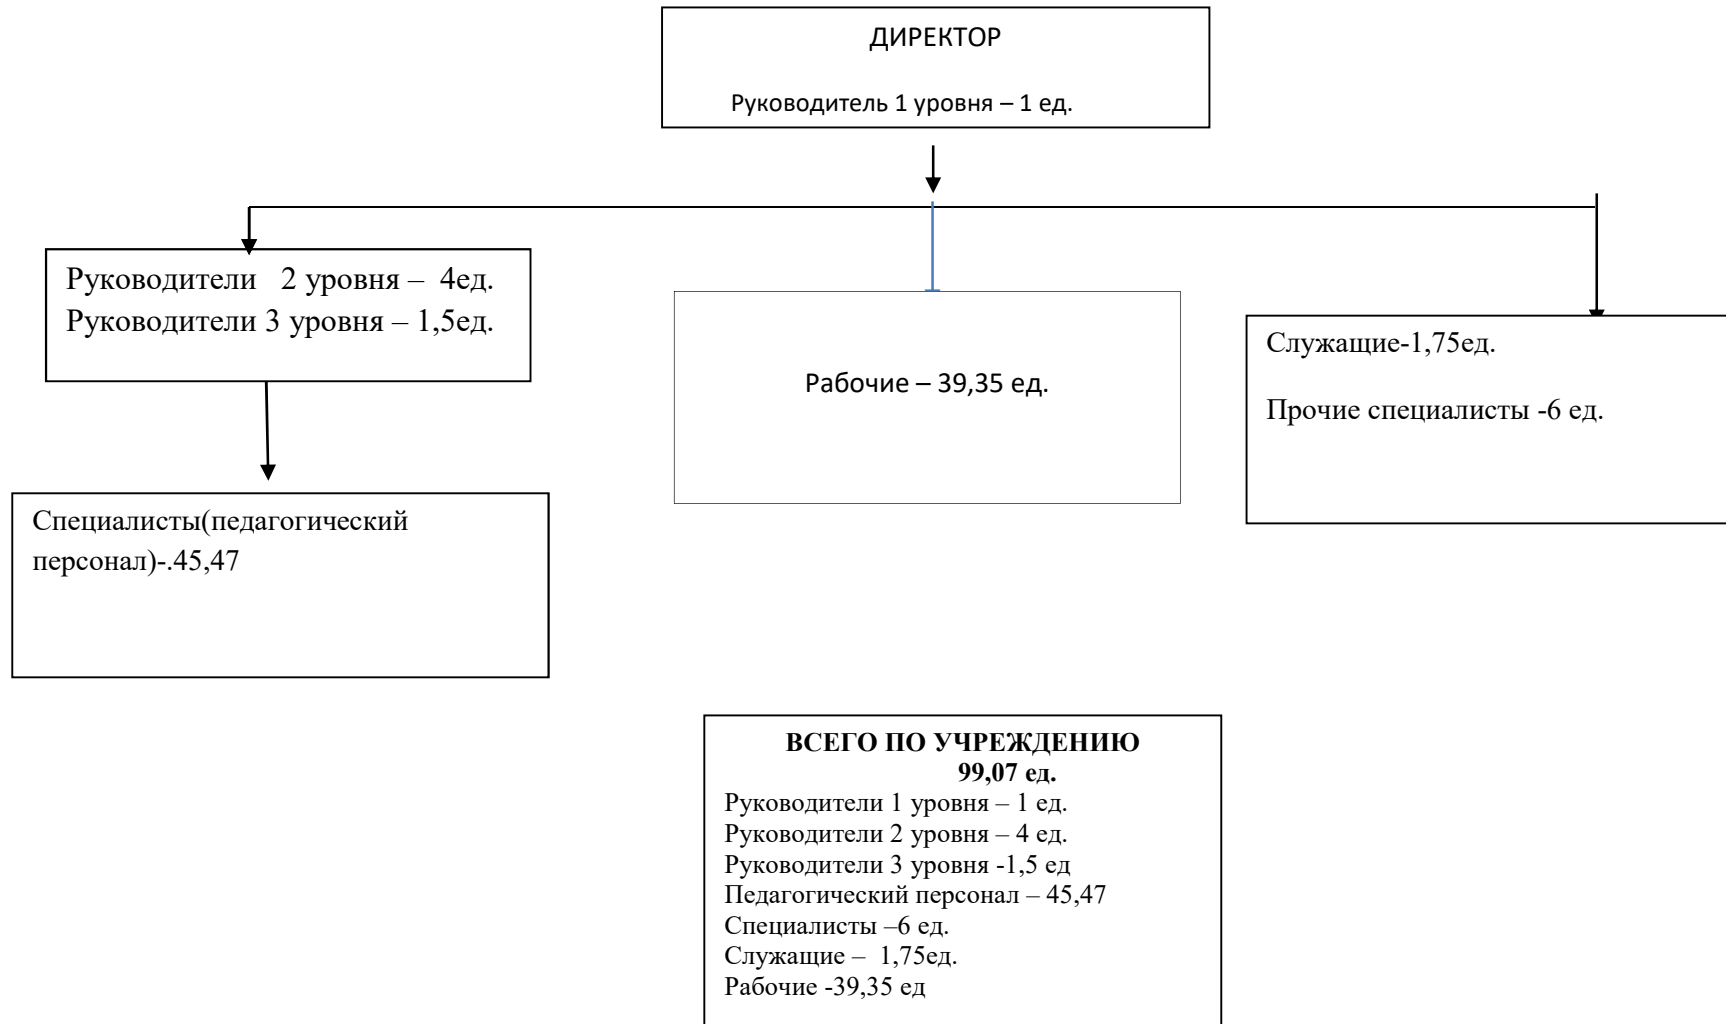 ДИРЕКТОР
Руководитель 1 уровня – 1 ед.
Руководители 2 уровня – 4ед.
Руководители 3 уровня – 1,5ед.
Рабочие – 39,35 ед.
Служащие-1,75ед.
Прочие специалисты -6 ед.
Специалисты(педагогический
персонал)-.45,47
ВСЕГО ПО УЧРЕЖДЕНИЮ
99,07 ед.
Руководители 1 уровня – 1 ед.
Руководители 2 уровня – 4 ед.
Руководители 3 уровня -1,5 ед
Педагогический персонал – 45,47
Специалисты –6 ед.
Служащие – 1,75ед.
Рабочие -39,35 ед